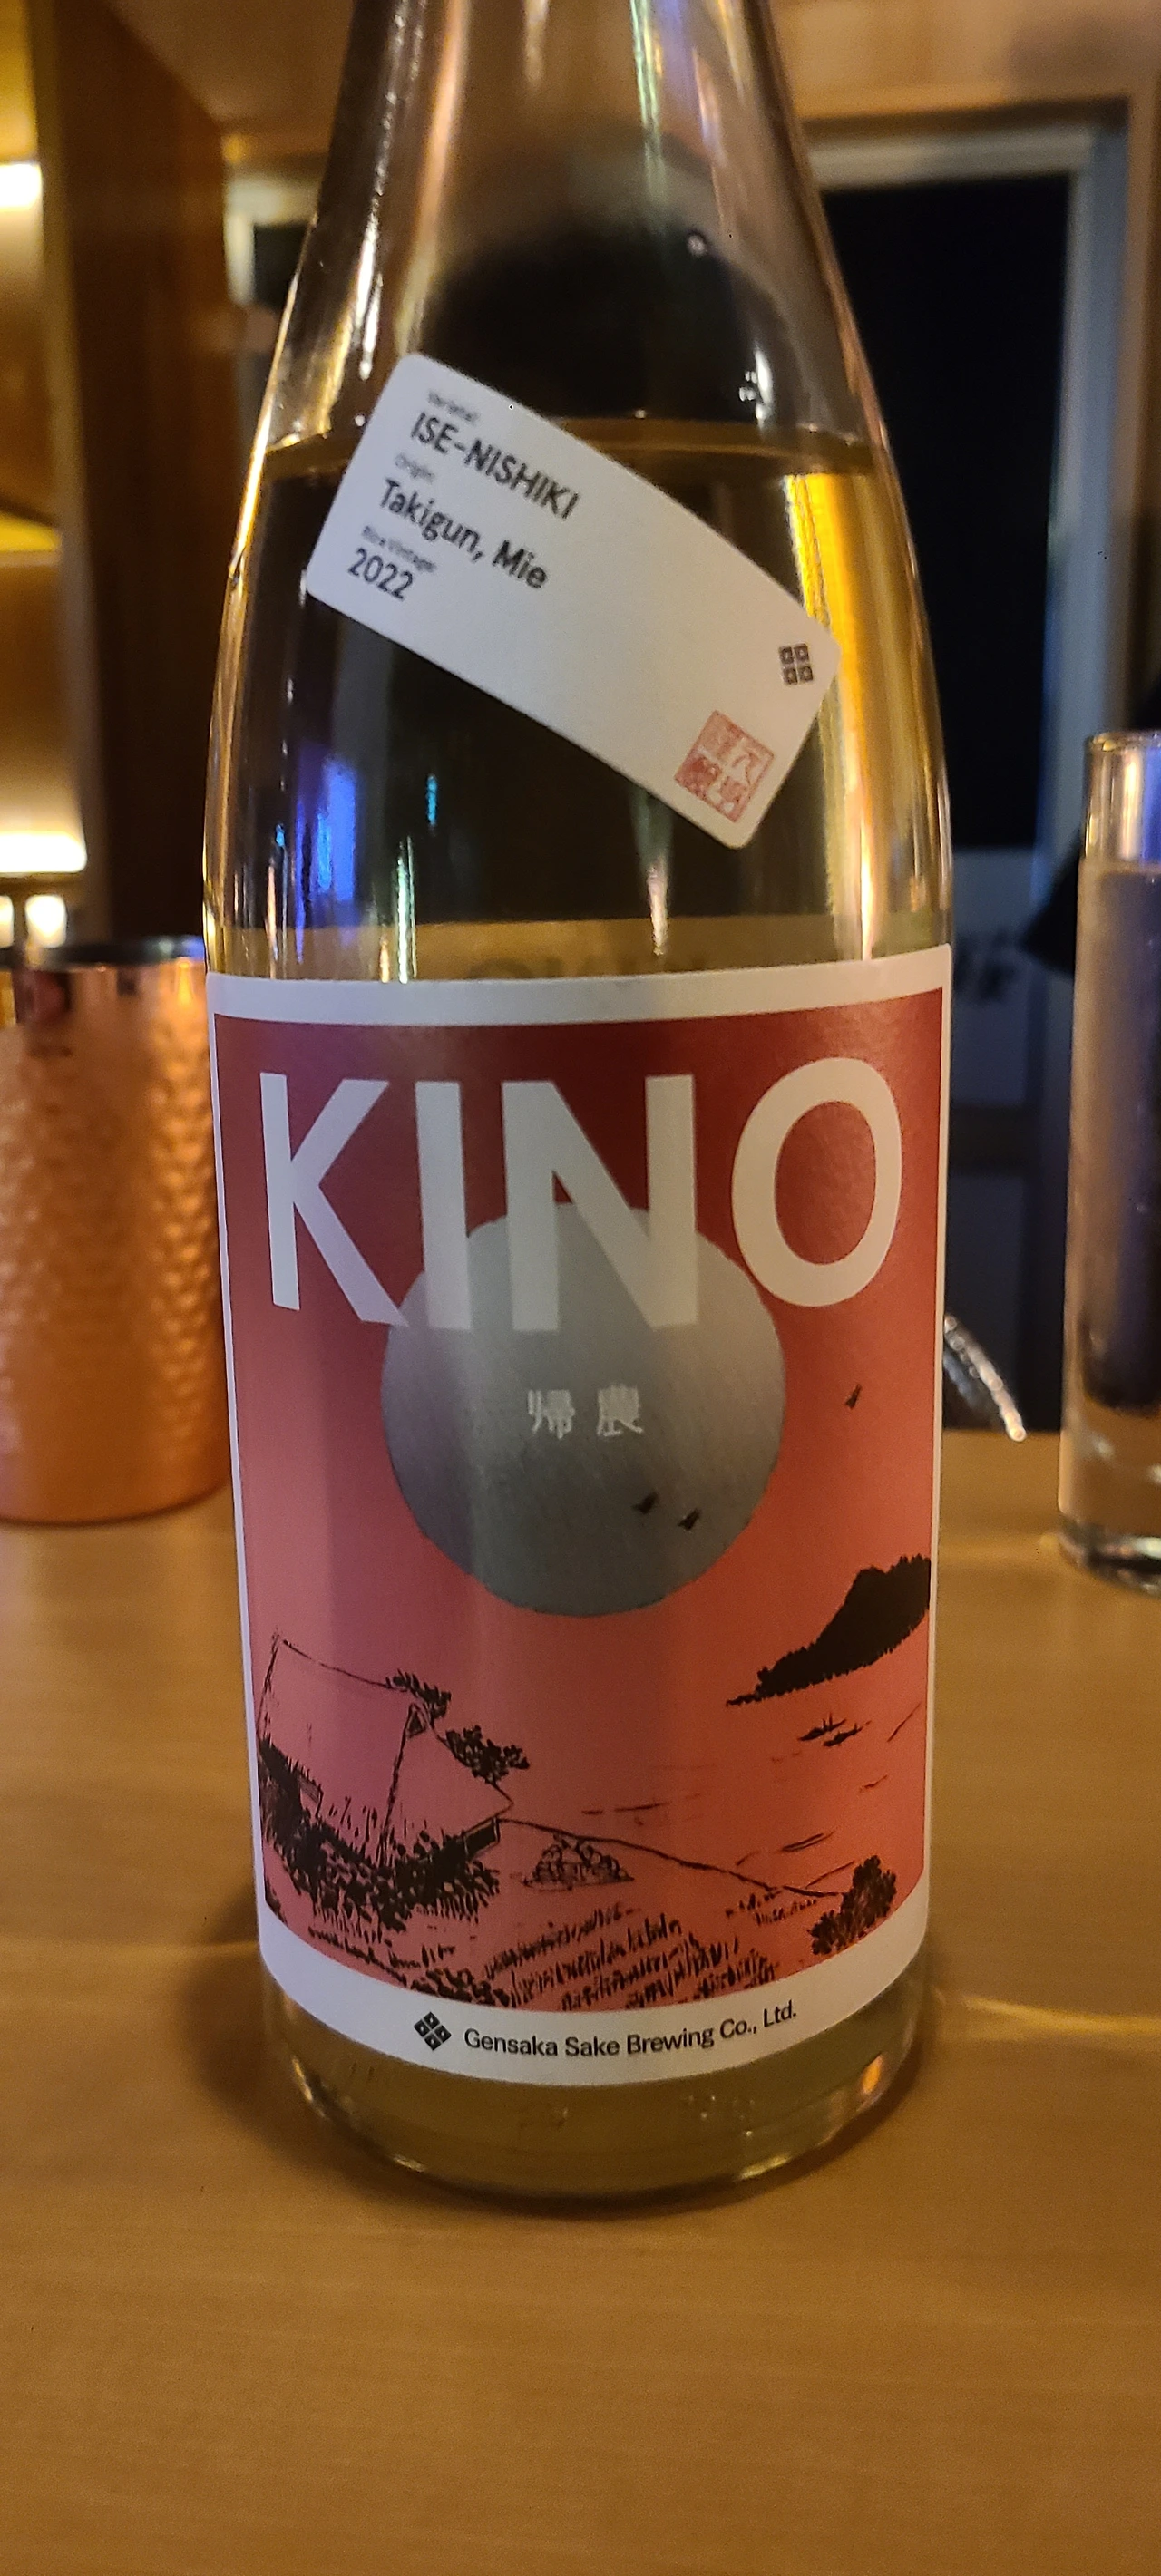 Varietal:
ISE-NISHIKI
Origin:
Takigun, Mie
Rice Vintage:
2022
KINO
帰農
Gensaka Sake Brewing Co., Ltd.